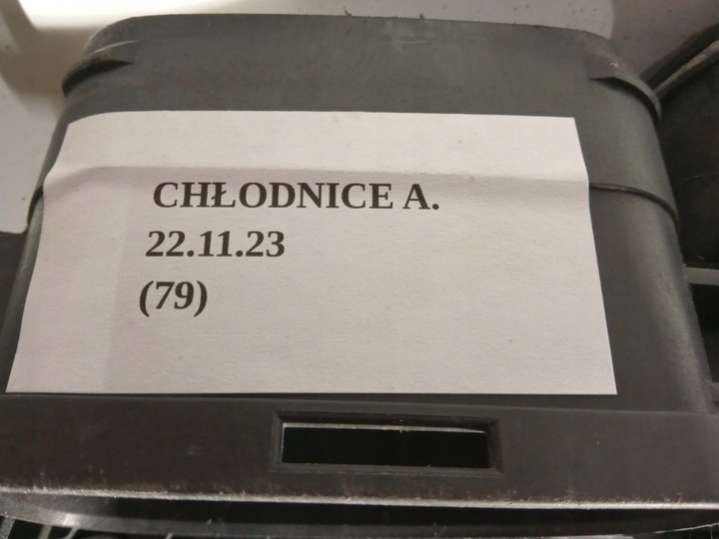 CHŁODNICE A.
22.11.23
(79)